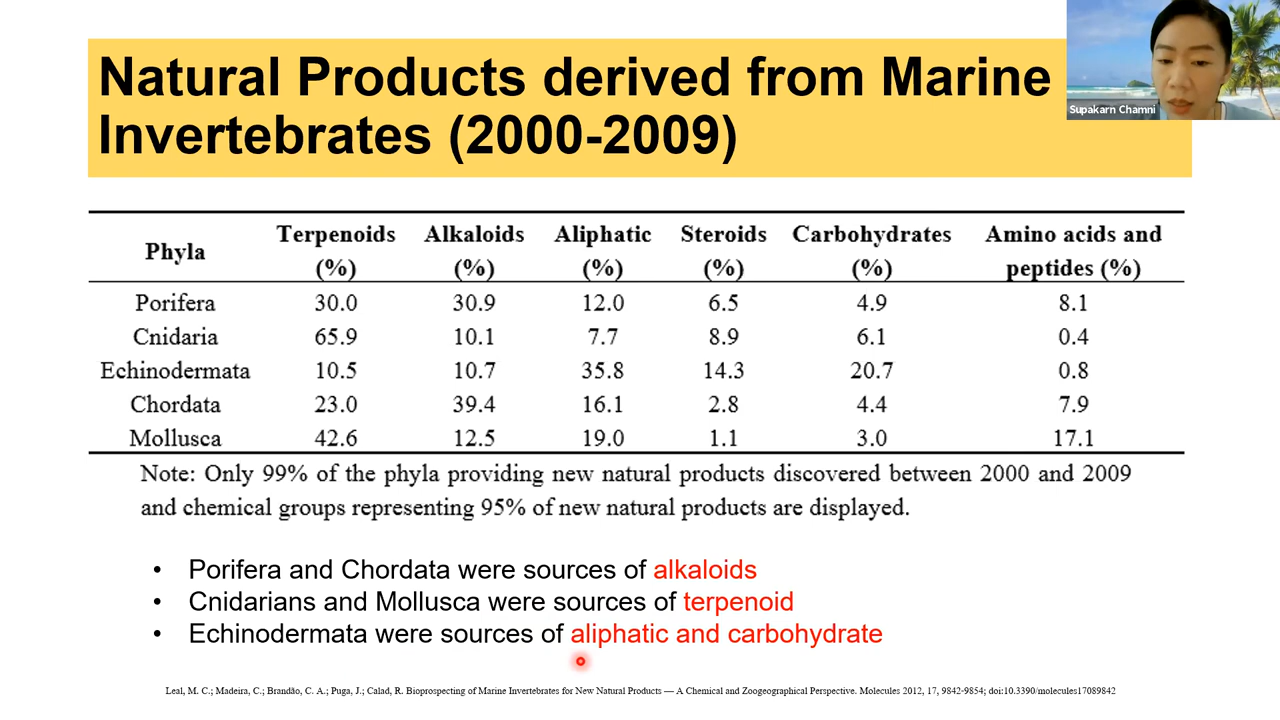 Natural Products derived from Marine
Invertebrates (2000-2009)
Supakarn Chamni
Phyla Terpenoids (%) Alkaloids (%) Aliphatic (%) Steroids (%) Carbohydrates (%) Amino acids and peptides (%)
Porifera 30.0 30.9 12.0 6.5 4.9 8.1
Cnidaria 65.9 10.1 7.7 8.9 6.1 0.4
Echinodermata 10.5 10.7 35.8 14.3 20.7 0.8
Chordata 23.0 39.4 16.1 2.8 4.4 7.9
Mollusca 42.6 12.5 19.0 1.1 3.0 17.1
Note: Only 99% of the phyla providing new natural products discovered between 2000 and 2009
and chemical groups representing 95% of new natural products are displayed.
• Porifera and Chordata were sources of alkaloids
• Cnidarians and Mollusca were sources of terpenoid
• Echinodermata were sources of aliphatic and carbohydrate
Leal, M. C.; Madeira, C.; Brandão, C. A.; Puga, J.; Calad, R. Bioprospecting of Marine Invertebrates for New Natural Products — A Chemical and Zoogeographical Perspective. Molecules 2012, 17, 9842-9854; doi:10.3390/molecules17089842